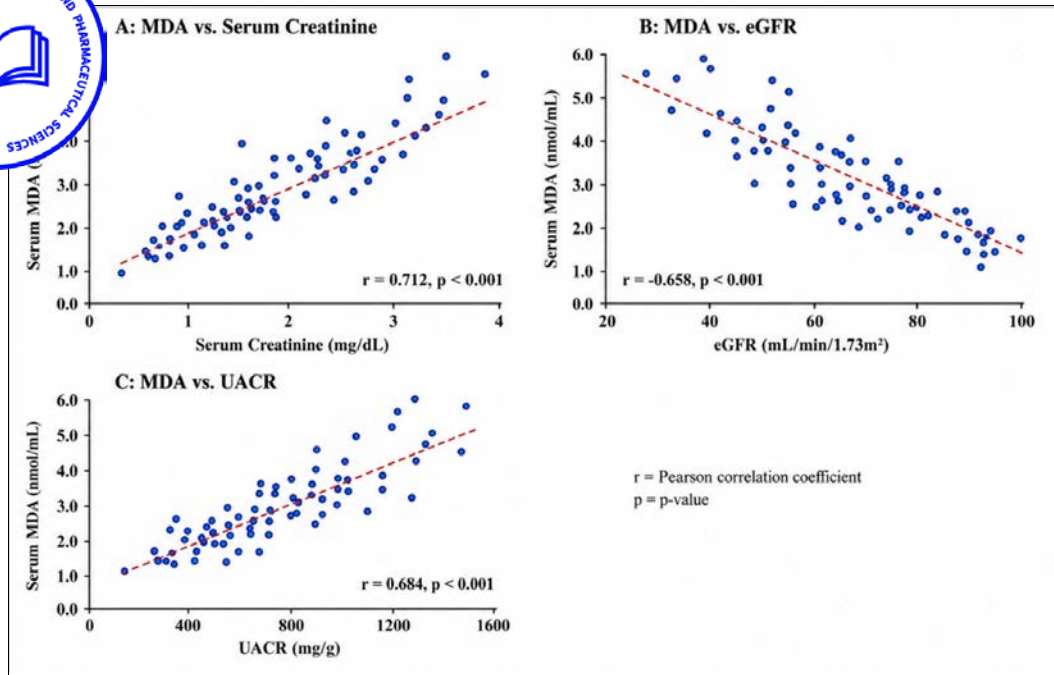 AND PHARMACEUTICAL SCIENCES
A: MDA vs. Serum Creatinine
Serum MDA
4.0
3.0
2.0
1.0
0.0
0
1
2
3
4
Serum Creatinine (mg/dL)
r = 0.712, p < 0.001
B: MDA vs. eGFR
Serum MDA (nmol/mL)
6.0
5.0
4.0
3.0
2.0
1.0
0.0
20
40
60
80
100
eGFR (mL/min/1.73m²)
r = -0.658, p < 0.001
C: MDA vs. UACR
Serum MDA (nmol/mL)
6.0
5.0
4.0
3.0
2.0
1.0
0.0
0
400
800
1200
1600
UACR (mg/g)
r = 0.684, p < 0.001
r = Pearson correlation coefficient
p = p-value